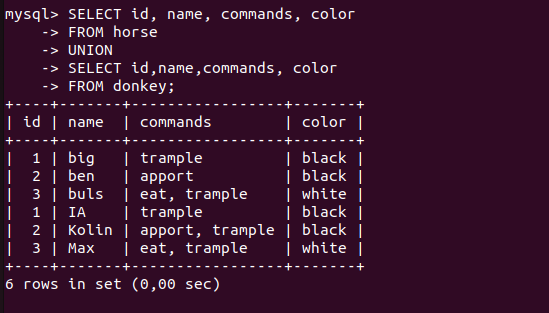 mysql> SELECT id, name, commands, color
    -> FROM horse
    -> UNION
    -> SELECT id,name,commands, color
    -> FROM donkey;
+----+-------+-----------------+-------+
| id | name  | commands        | color |
+----+-------+-----------------+-------+
|  1 | big   | trample         | black |
|  2 | ben   | apport          | black |
|  3 | buls  | eat, trample    | white |
|  1 | IA    | trample         | black |
|  2 | Kolin | apport, trample | black |
|  3 | Max   | eat, trample    | white |
+----+-------+-----------------+-------+
6 rows in set (0,00 sec)